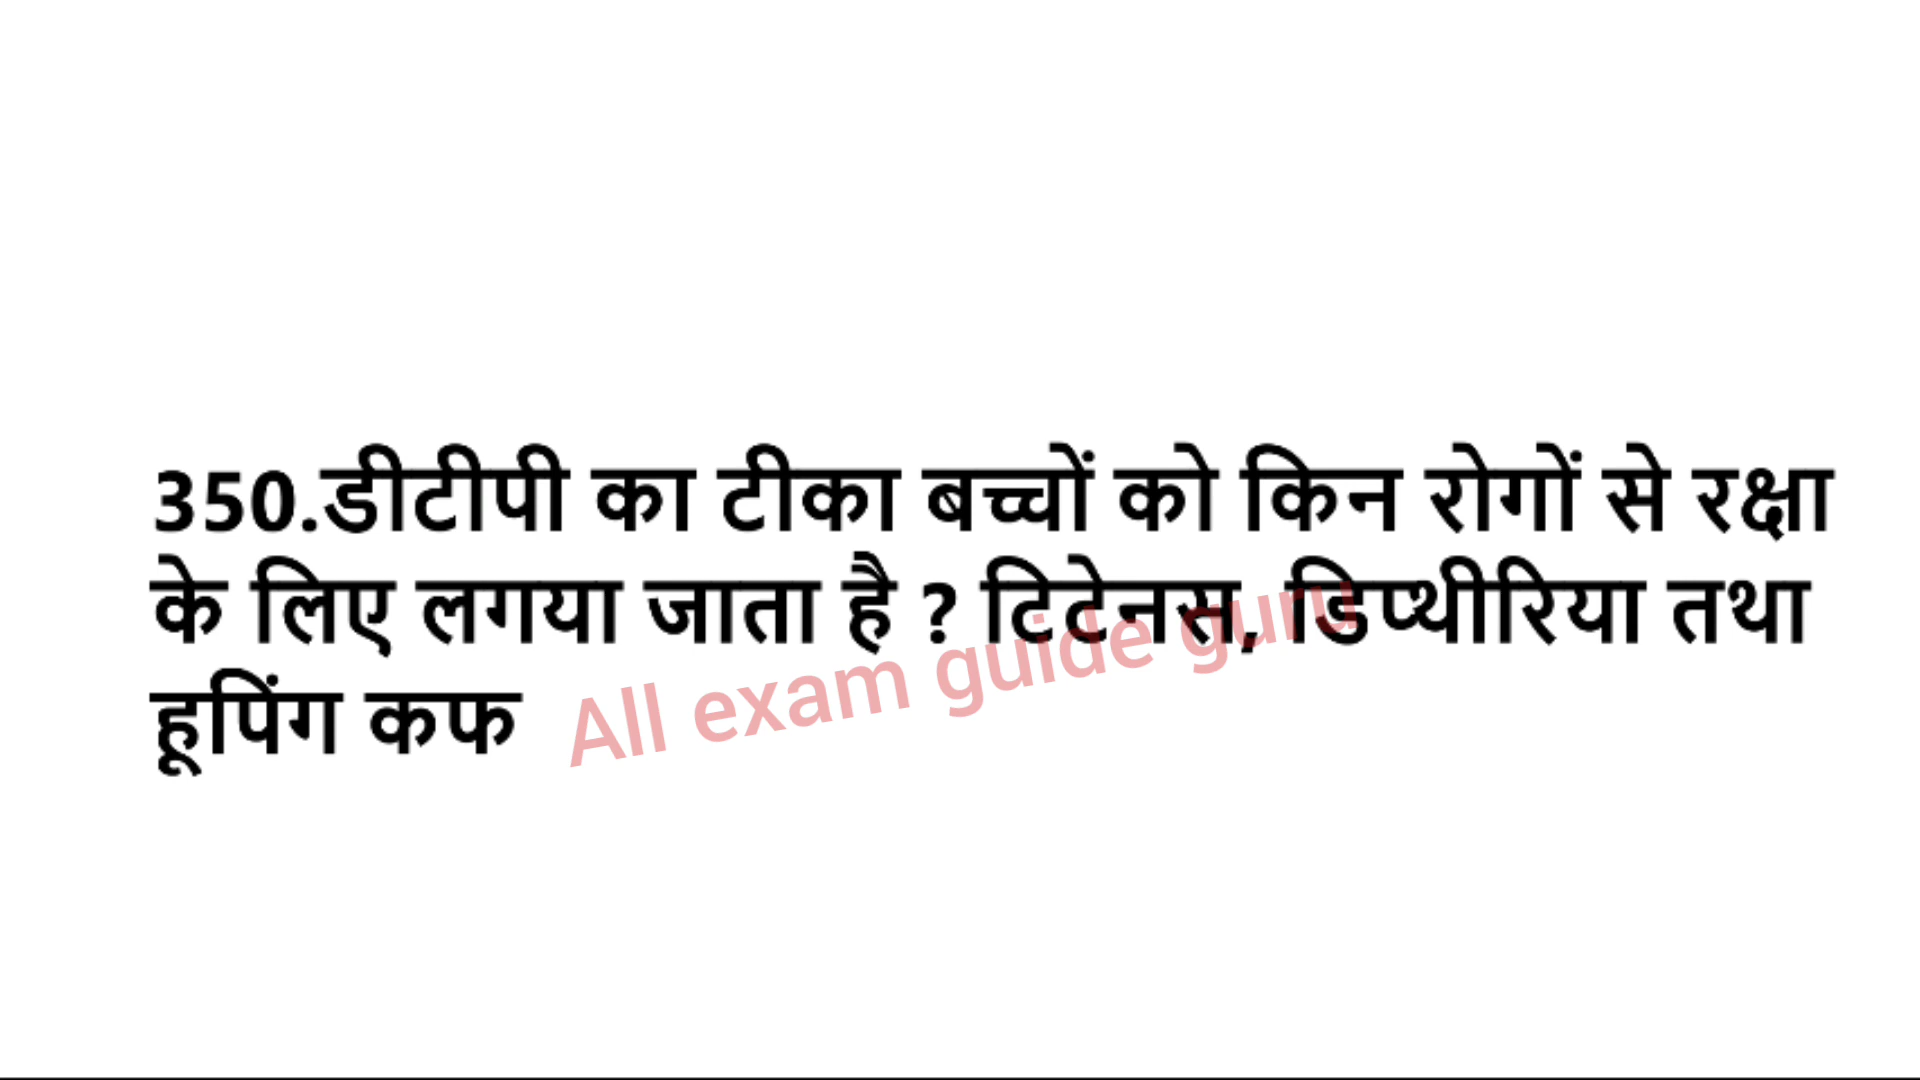 350.डीटीपी का टीका बच्चों को किन रोगों से रक्षा
के लिए लगया जाता है ? टिटेनस, डिप्थीरिया तथा
हूपिंग कफ
All exam guide guru